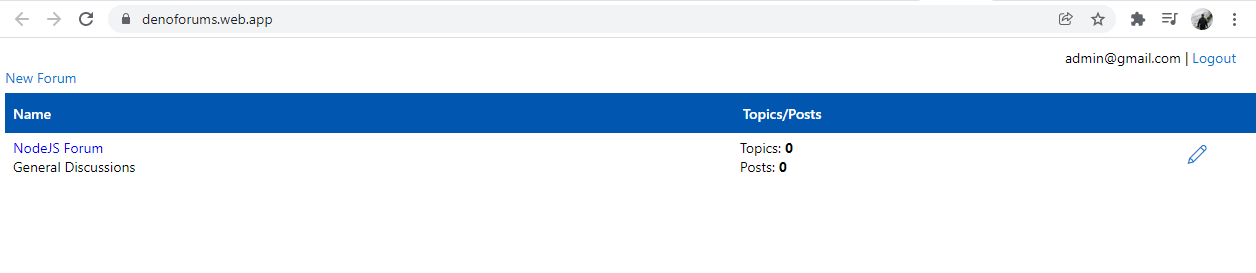 denoforums.web.app
admin@gmail.com | Logout
New Forum
Name Topics/Posts
NodeJS Forum Topics: 0
General Discussions Posts: 0